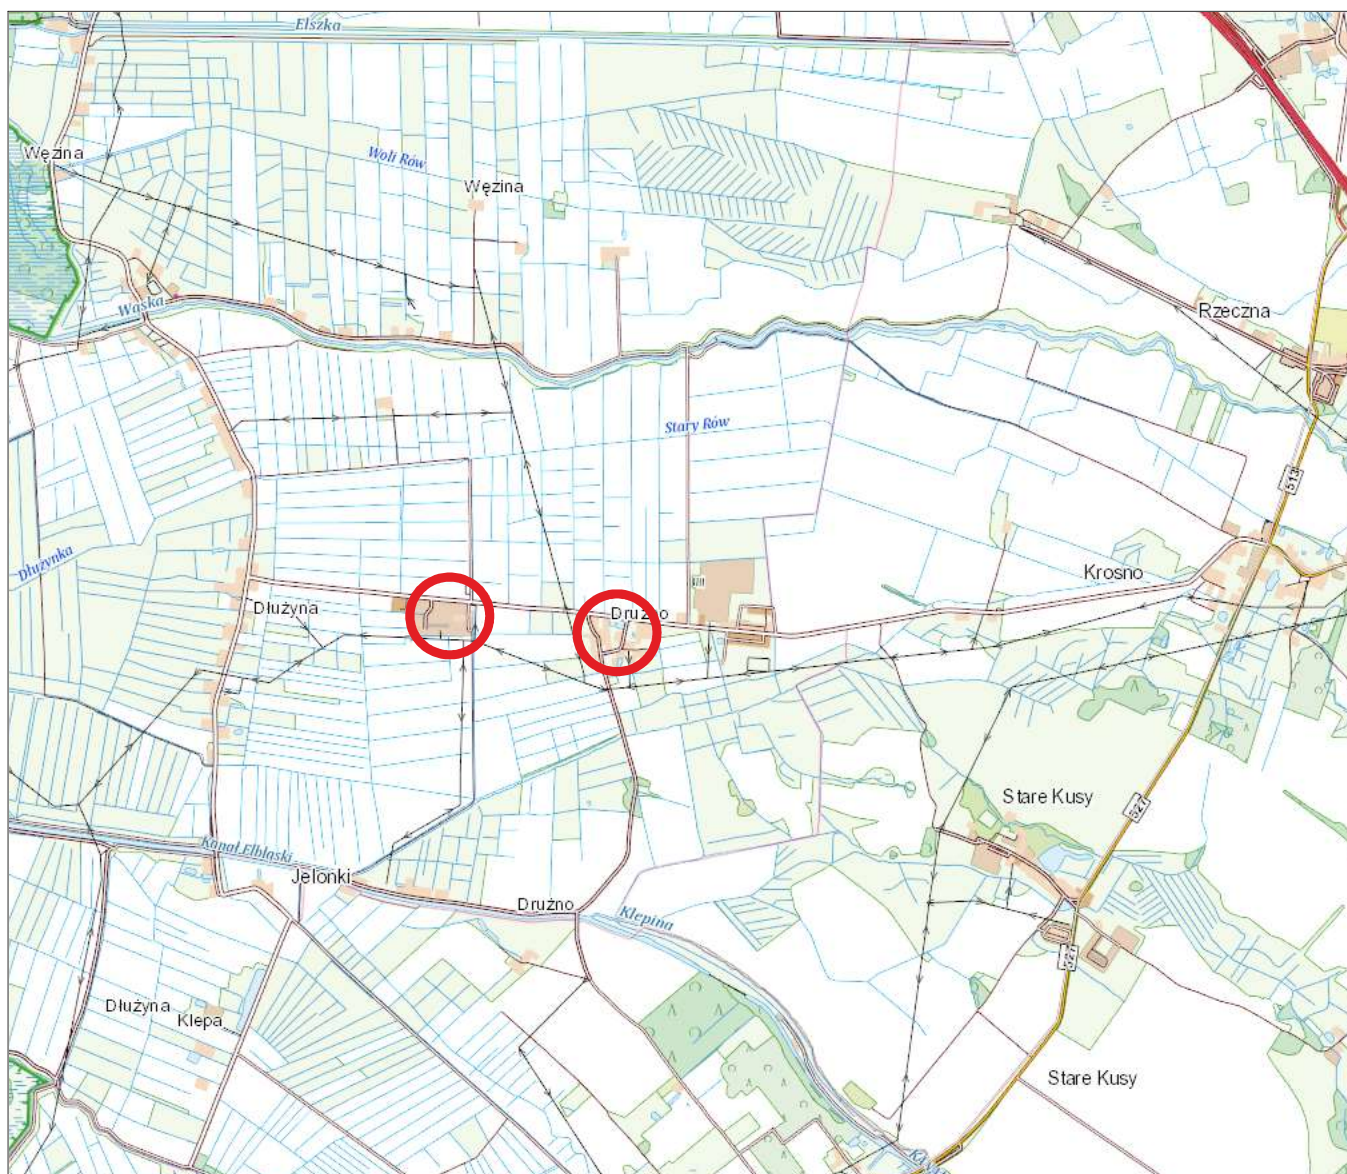 Elszka
Węzina
Woli Rów
Węzina
Rzeczna
Wąska
Stary Rów
513
Dłużynka
Krosno
Dłużyna
Drużno
Stare Kusy
527
Kanał Elbląski
Jelonki
Drużno
Klepina
527
Dłużyna
Klepa
Stare Kusy